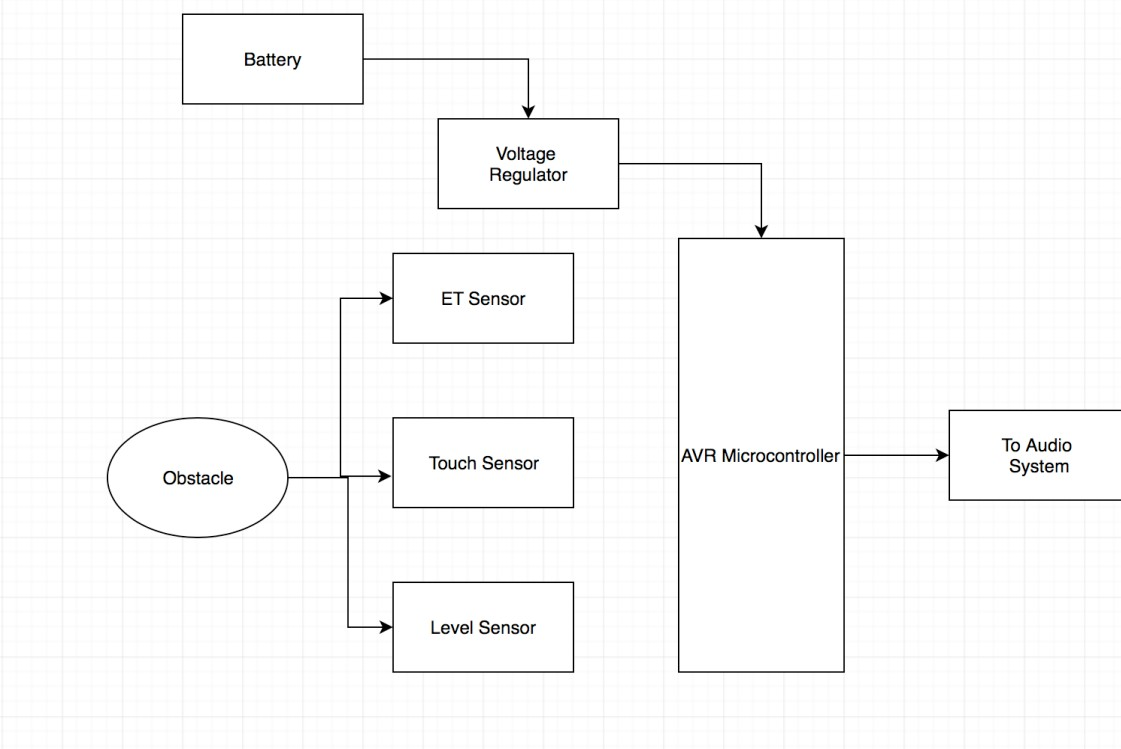 Battery
Voltage
Regulator
ET Sensor
Touch Sensor
Obstacle
Level Sensor
AVR Microcontroller
To Audio
System